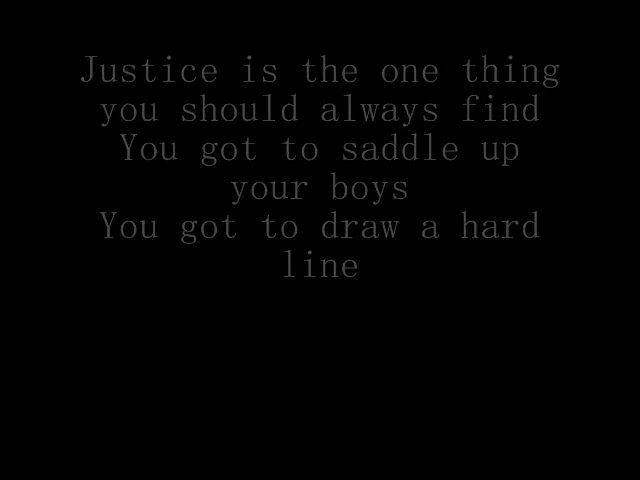 Justice is the one thing
you should always find
You got to saddle up
your boys
You got to draw a hard
line